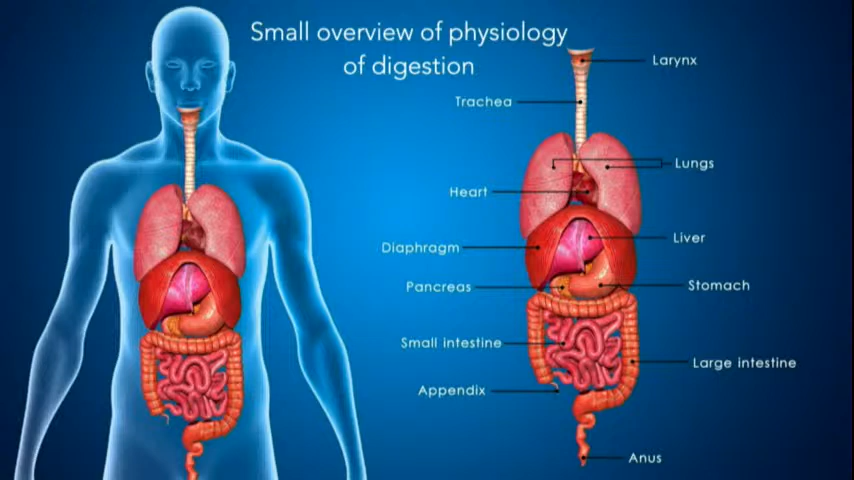 Small overview of physiology
of digestion
Larynx
Trachea
Lungs
Heart
Liver
Diaphragm
Pancreas
Stomach
Small intestine
Large intestine
Appendix
Anus